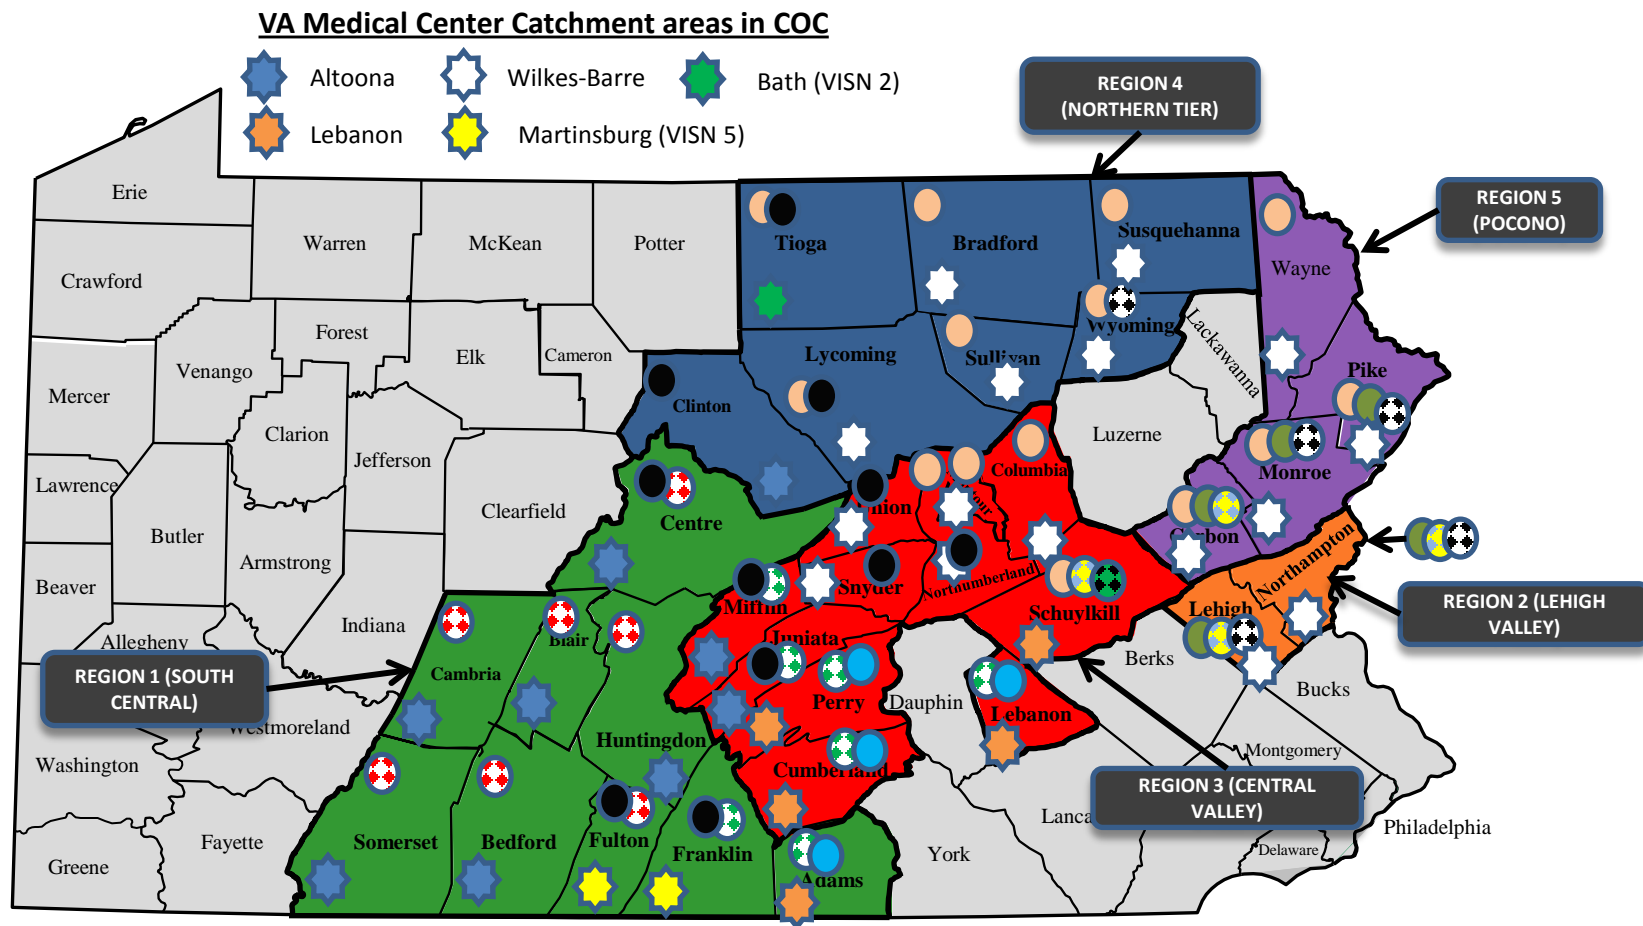 VA Medical Center Catchment areas in COC
Altoona
Wilkes-Barre
Bath (VISN 2)
Lebanon
Martinsburg (VISN 5)
REGION 4
(NORTHERN TIER)
REGION 5
(POCONO)
Erie
Warren
McKean
Potter
Tioga
Bradford
Susquehanna
Wayne
Crawford
Forest
Elk
Cameron
Lycoming
Sullivan
Wyoming
Lackawanna
Pike
Mercer
Venango
Clinton
Clarion
Jefferson
Luzerne
Columbia
Monroe
Lawrence
Butler
Clearfield
Centre
Carbon
Northampton
Beaver
Armstrong
Indiana
Mifflin
Snyder
Northumberland
Schuylkill
Lehigh
REGION 2 (LEHIGH
VALLEY)
Allegheny
Blair
Juniata
Berks
Bucks
REGION 1 (SOUTH
CENTRAL)
Cambria
Perry
Dauphin
Lebanon
Westmoreland
Huntingdon
Cumberland
Montgomery
Washington
REGION 3 (CENTRAL
VALLEY)
Lanca
Philadelphia
Fayette
Somerset
Bedford
Fulton
Franklin
Adams
York
Delaware
Greene